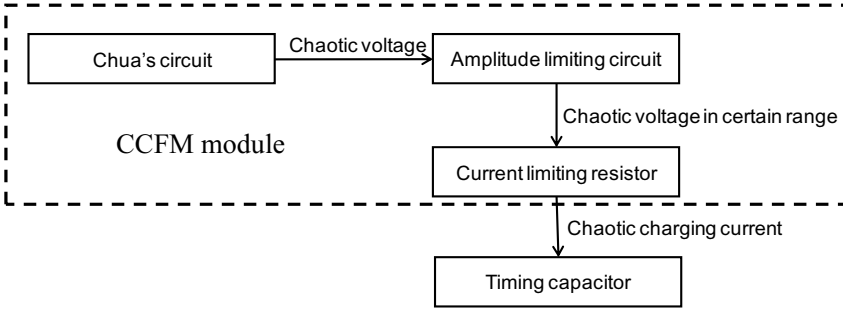 Chua's circuit
Chaotic voltage
Amplitude limiting circuit
Chaotic voltage in certain range
CCFM module
Current limiting resistor
Chaotic charging current
Timing capacitor